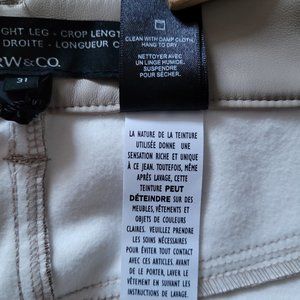 GHT LEG - CROP LENGTH
DROITE - LONGUEUR C
RW&CO.
31
CLEAN WITH DAMP CLOTH.
HANG TO DRY
NETTOYER AVEC
UN LINGE HUMIDE.
SUSPENDRE
POUR SÉCHER.
LA NATURE DE LA TEINTURE
UTILISÉE DONNE UNE
SENSATION RICHE ET UNIQUE
À CE JEAN. TOUTEFOIS, MÊME
APRÈS LAVAGE, CETTE
TEINTURE PEUT
DÉTEINDRE SUR DES
MEUBLES, VÊTEMENTS ET
OBJETS DE COULEURS
CLAIRES. VEUILLEZ PRENDRE
LES SOINS NÉCESSAIRES
POUR ÉVITER TOUT CONTACT
AVEC CES ARTICLES. AVANT
DE LE PORTER, LAVER LE
VÊTEMENT EN SUIVANT LES
INSTRUCTIONS DE LAVAGE.